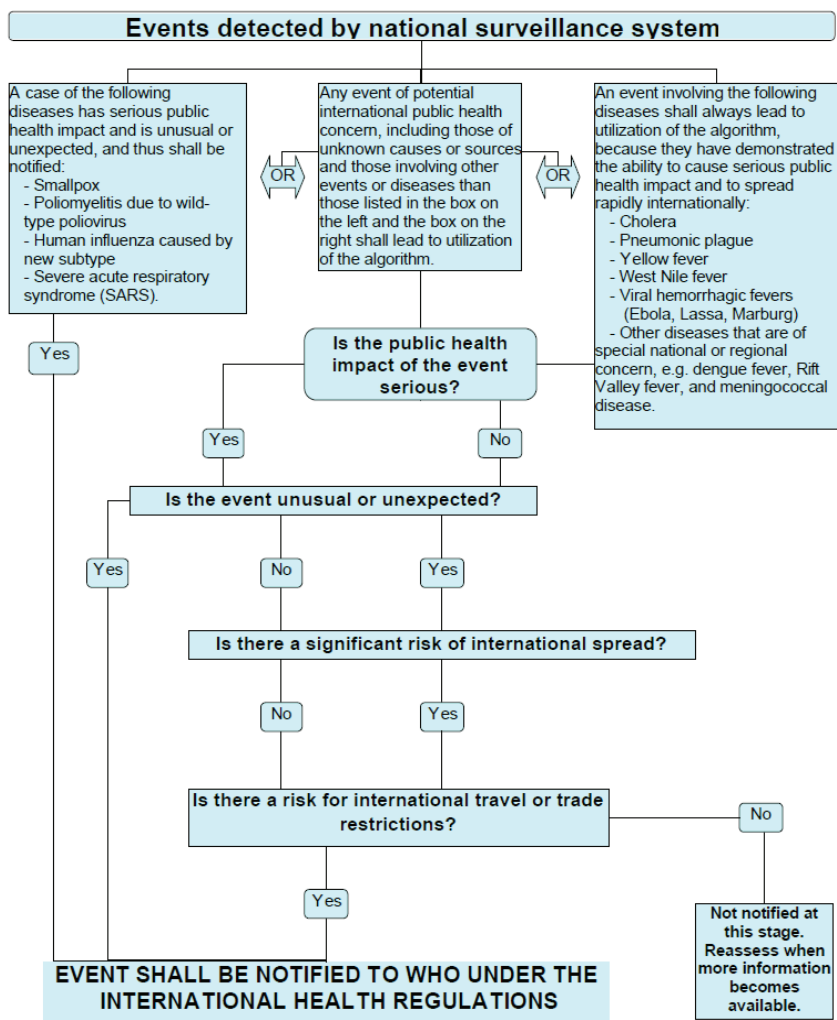 Events detected by national surveillance system
A case of the following
diseases has serious public
health impact and is unusual or
unexpected, and thus shall be
notified:
- Smallpox
- Poliomyelitis due to wild-
type poliovirus
- Human influenza caused by
new subtype
- Severe acute respiratory
syndrome (SARS).
OR
Any event of potential
international public health
concern, including those of
unknown causes or sources
and those involving other
events or diseases than
those listed in the box on
the left and the box on the
right shall lead to utilization
of the algorithm.
OR
An event involving the following
diseases shall always lead to
utilization of the algorithm,
because they have demonstrated
the ability to cause serious public
health impact and to spread
rapidly internationally:
- Cholera
- Pneumonic plague
- Yellow fever
- West Nile fever
- Viral hemorrhagic fevers
(Ebola, Lassa, Marburg)
- Other diseases that are of
special national or regional
concern, e.g. dengue fever, Rift
Valley fever, and meningococcal
disease.
Yes
Is the public health
impact of the event
serious?
Yes
No
Is the event unusual or unexpected?
Yes
No
Yes
Is there a significant risk of international spread?
No
Yes
Is there a risk for international travel or trade
restrictions?
No
Yes
Not notified at
this stage.
Reassess when
more information
becomes
available.
EVENT SHALL BE NOTIFIED TO WHO UNDER THE
INTERNATIONAL HEALTH REGULATIONS